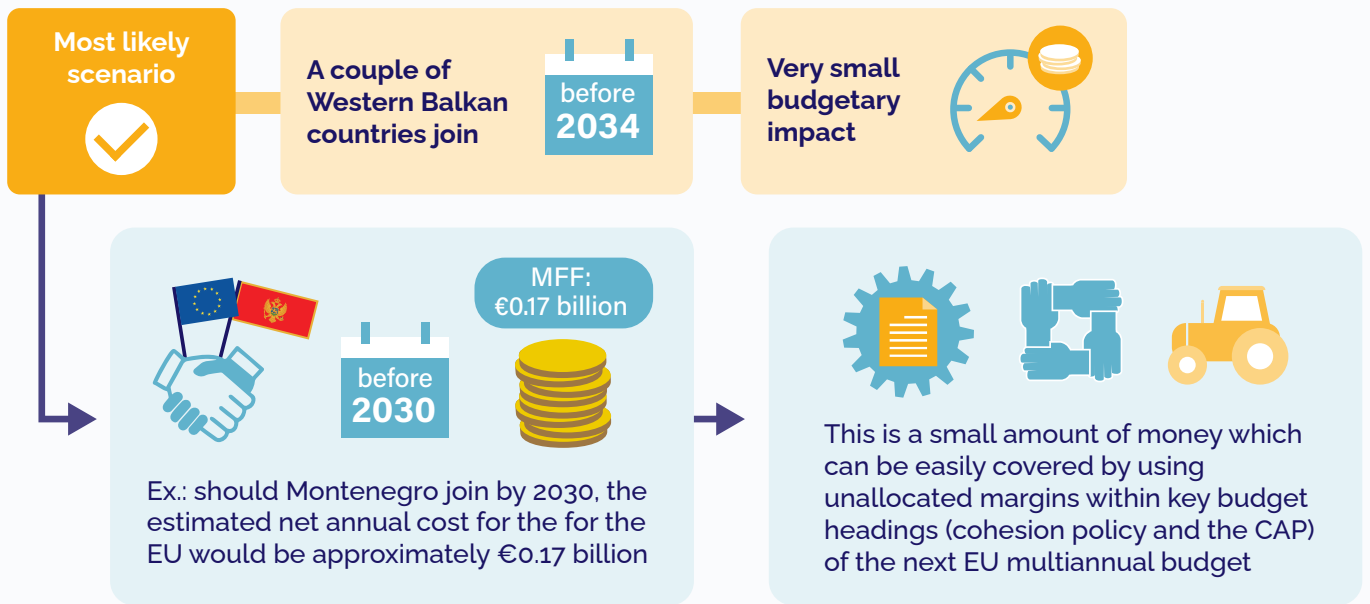 Most likely
scenario
A couple of
Western Balkan
countries join
before
2034
Very small
budgetary
impact
MFF:
€0.17 billion
before
2030
Ex.: should Montenegro join by 2030, the
estimated net annual cost for the for the
EU would be approximately €0.17 billion
This is a small amount of money which
can be easily covered by using
unallocated margins within key budget
headings (cohesion policy and the CAP)
of the next EU multiannual budget